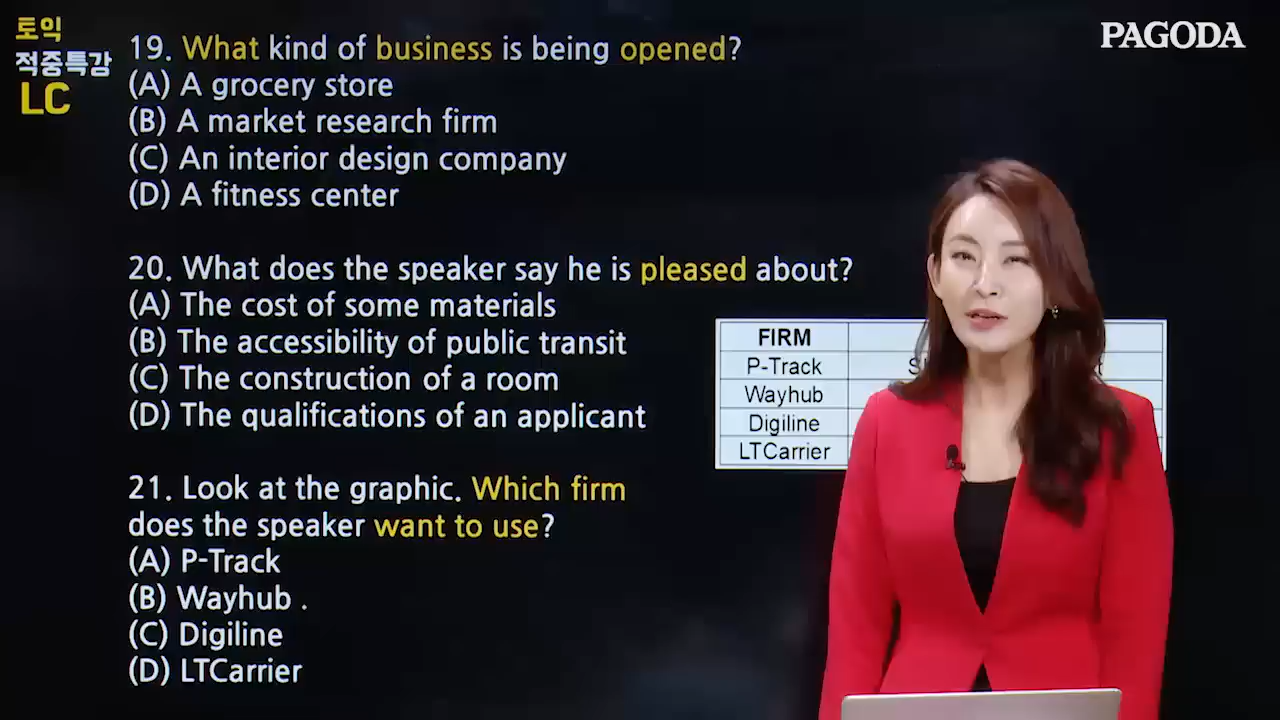 토익
적중특강
LC
PAGODA
19. What kind of business is being opened?
(A) A grocery store
(B) A market research firm
(C) An interior design company
(D) A fitness center
20. What does the speaker say he is pleased about?
(A) The cost of some materials
(B) The accessibility of public transit
(C) The construction of a room
(D) The qualifications of an applicant
21. Look at the graphic. Which firm
does the speaker want to use?
(A) P-Track
(B) Wayhub .
(C) Digiline
(D) LTCarrier
FIRM
P-Track
Wayhub
Digiline
LTCarrier